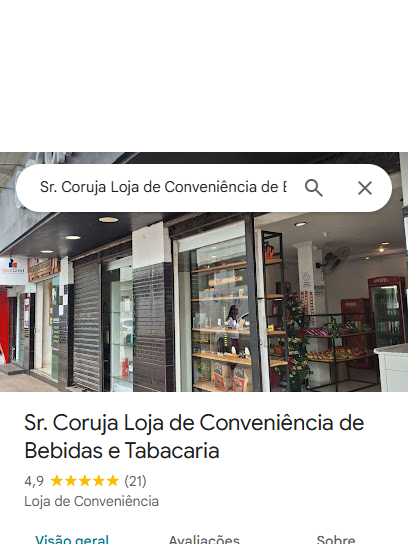 Sr. Coruja Loja de Conveniência de B
Sr. Coruja Loja de Conveniência de
Bebidas e Tabacaria
4,9 (21)
Loja de Conveniência
Visão geral Avaliações Sobre